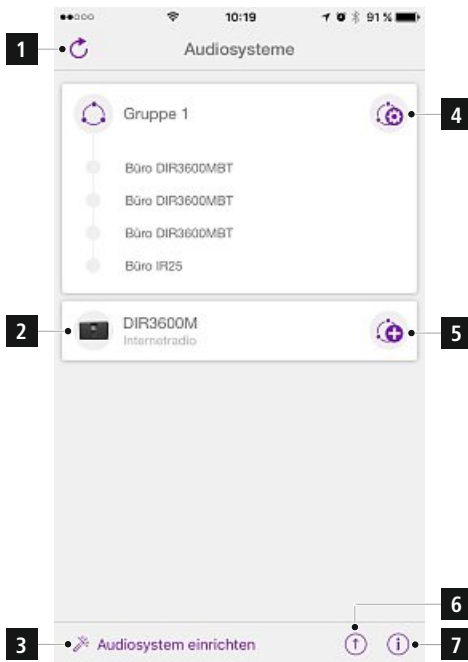 10:19 91 %
1 Audiosysteme
Gruppe 1 4
Büro DIR3600MBT
Büro DIR3600MBT
Büro DIR3600MBT
Büro IR25
2 DIR3600M 5
Internetradio
6
3 Audiosystem einrichten 7